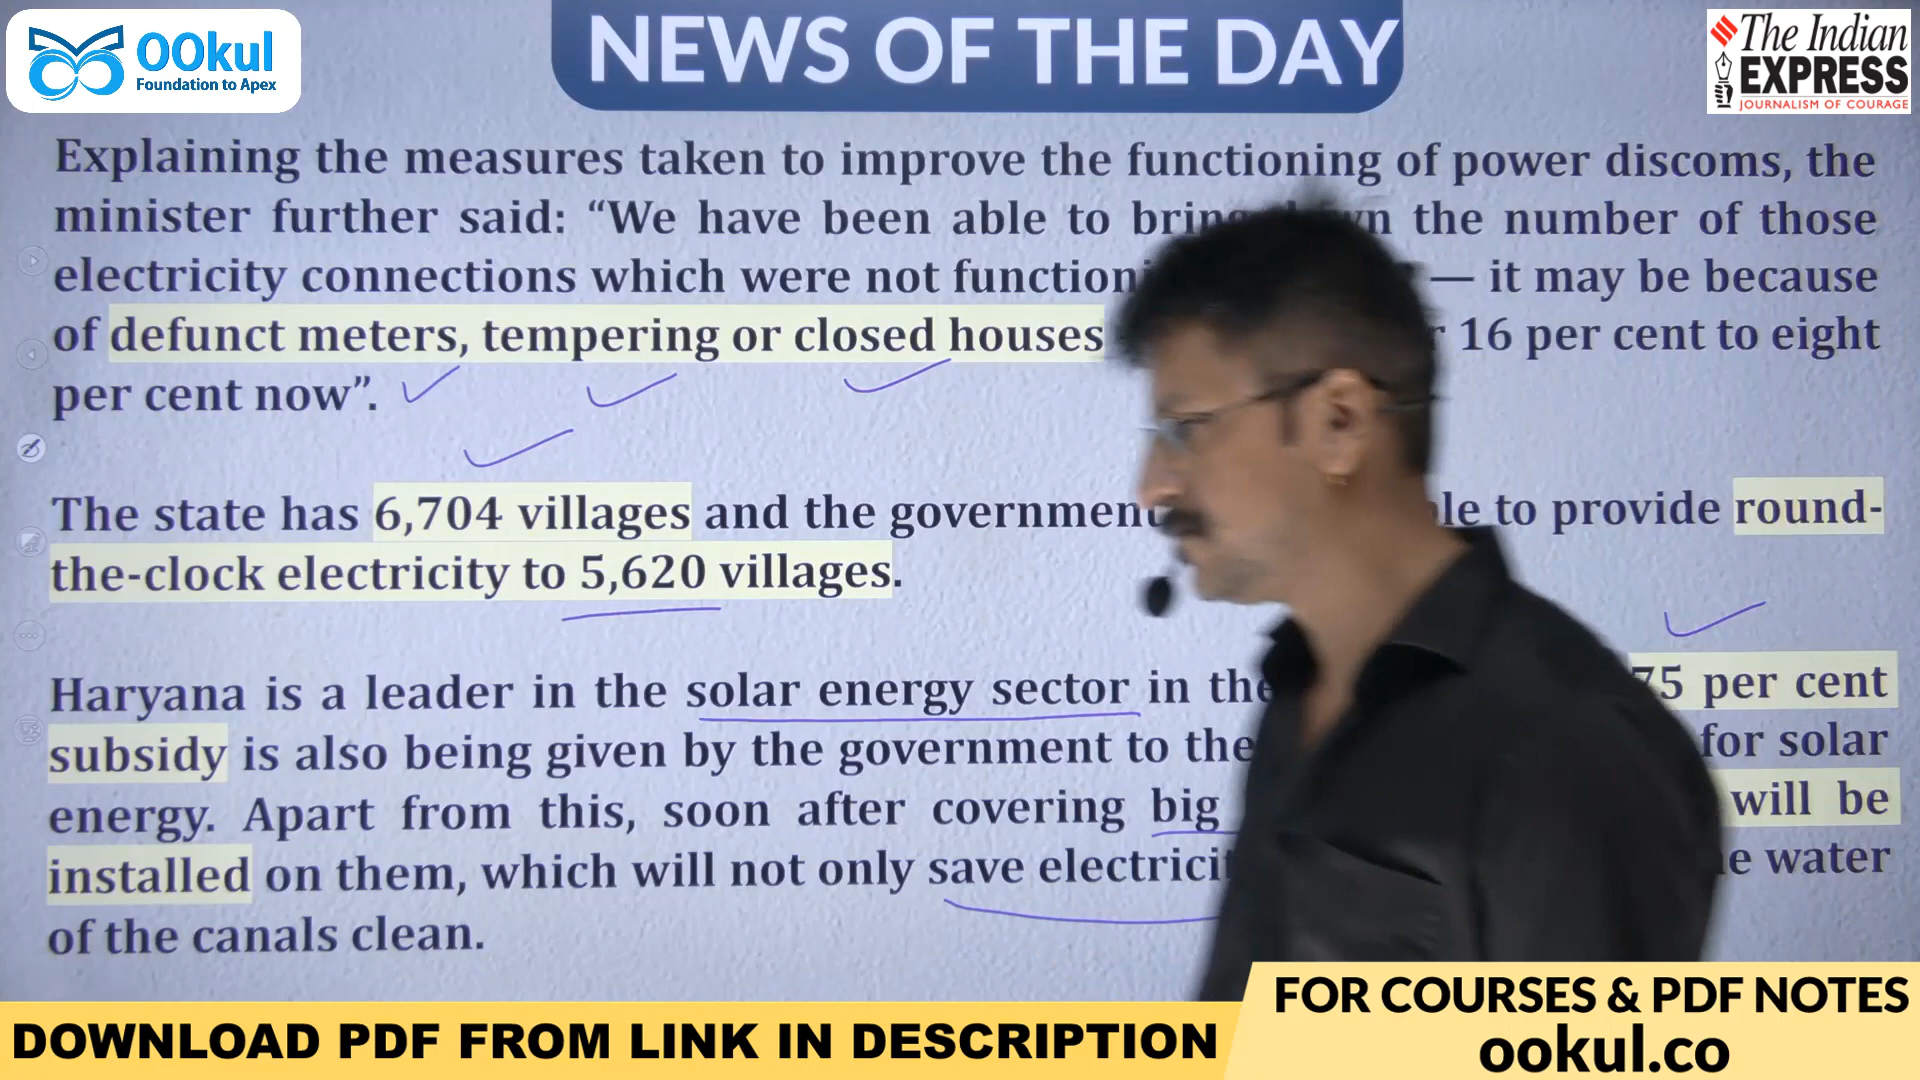 OOkul
Foundation to Apex
NEWS OF THE DAY
The Indian
EXPRESS
JOURNALISM OF COURAGE
Explaining the measures taken to improve the functioning of power discoms, the
minister further said: “We have been able to bring down the number of those
electricity connections which were not — it may be because
of defunct meters, tempering or closed houses 16 per cent to eight
per cent now”.
The state has 6,704 villages and the to provide round-
the-clock electricity to 5,620 villages.
Haryana is a leader in the solar energy sector in 75 per cent
subsidy is also being given by the government to for solar
energy. Apart from this, soon after covering big will be
installed on them, which will not only save water
of the canals clean.
DOWNLOAD PDF FROM LINK IN DESCRIPTION
FOR COURSES & PDF NOTES
ookul.co